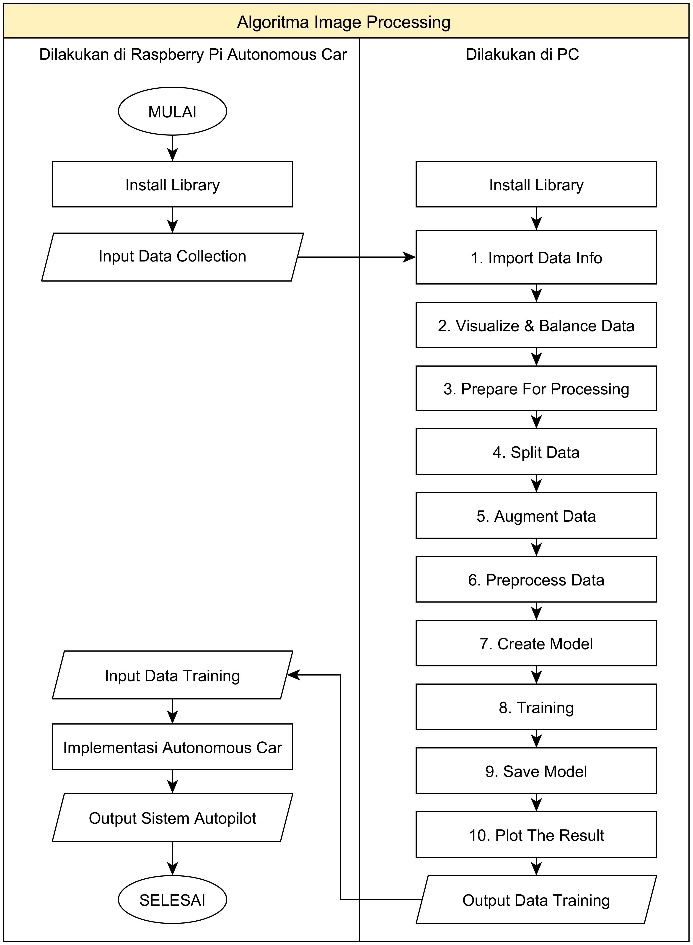 Algoritma Image Processing
Dilakukan di Raspberry Pi Autonomous Car
Dilakukan di PC
MULAI
Install Library
Input Data Collection
Install Library
1. Import Data Info
2. Visualize & Balance Data
3. Prepare For Processing
4. Split Data
5. Augment Data
6. Preprocess Data
7. Create Model
8. Training
9. Save Model
10. Plot The Result
Output Data Training
Input Data Training
Implementasi Autonomous Car
Output Sistem Autopilot
SELESAI